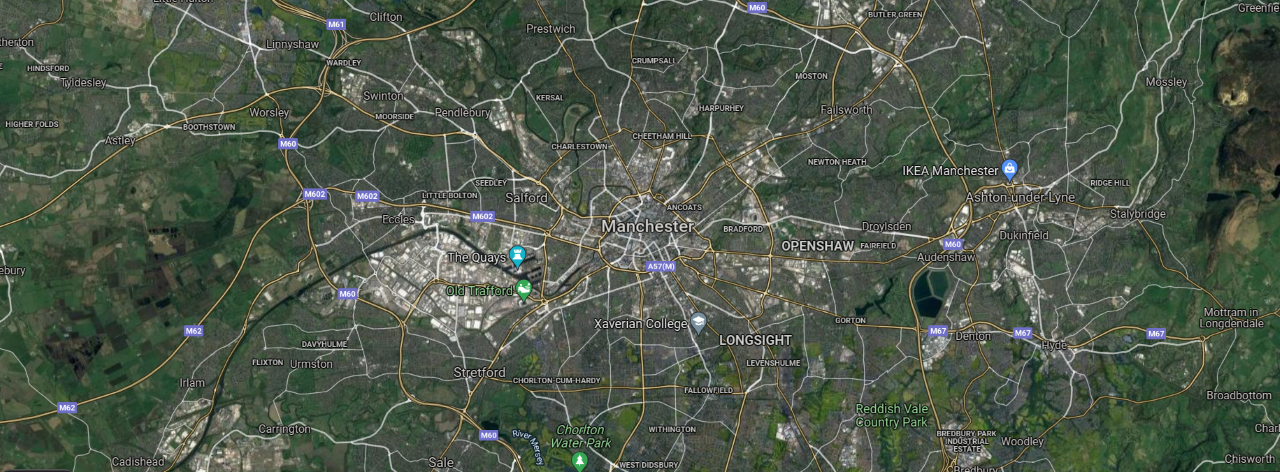 Clifton
M61
Prestwich
M60
BUTLER GREEN
Linnyshaw
WARDLEY
HINDSFORD
Tyldesley
CRUMPSALL
MOSTON
Mossley
Swinton
KERSAL
Worsley
MOORSIDE
Pendlebury
HARPURHEY
Failsworth
HIGHER FOLDS
BOOTHSTOWN
Astley
M60
CHARLESTOWN
CHEETHAM HILL
NEWTON HEATH
IKEA Manchester
SEEDLEY
RIDGE HILL
M602
M602
LITTLE BOLTON
Salford
ANCOATS
Ashton-under-Lyne
Stalybridge
Eccles
M602
Manchester
BRADFORD
Droylsden
Dukinfield
OPENSHAW
FAIRFIELD
M60
The Quays
A57(M)
Audenshaw
Old Trafford
M60
Xaverian College
GORTON
Mottram in
Longdendale
M62
M67
Denton
M67
M67
DAVYHULME
LONGSIGHT
Hyde
FLIXTON
Urmston
LEVENSHULME
Stretford
Irlam
CHORLTON-CUM-HARDY
FALLOWFIELD
Broadbottom
M62
Reddish Vale
Country Park
Carrington
M60
River Mersey
Chorlton
Water Park
WITHINGTON
BREDBURY PARK
INDUSTRIAL
ESTATE
Woodley
Cadishead
Sale
WEST DIDSBURY
Bredbury
Chisworth